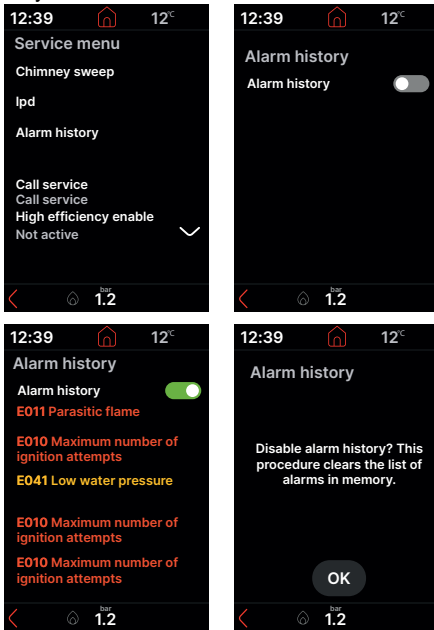 12:39 12°C
Service menu
Chimney sweep
Ipd
Alarm history
Call service
Call service
High efficiency enable
Not active
bar
1.2
12:39 12°C
Alarm history
Alarm history
bar
1.2
12:39 12°C
Alarm history
Alarm history
E011 Parasitic flame
E010 Maximum number of
ignition attempts
E041 Low water pressure
E010 Maximum number of
ignition attempts
E010 Maximum number of
ignition attempts
bar
1.2
12:39 12°C
Alarm history
Disable alarm history? This
procedure clears the list of
alarms in memory.
OK
bar
1.2